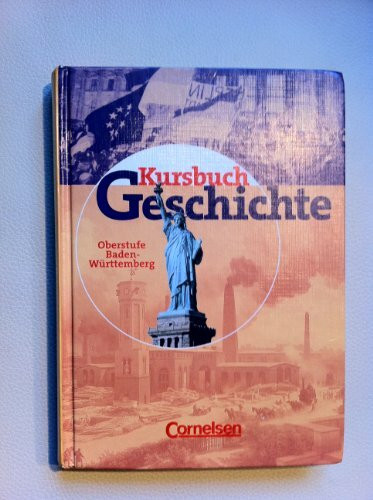 Kursbuch
Geschichte
Oberstufe
Baden-
Württemberg
Cornelsen